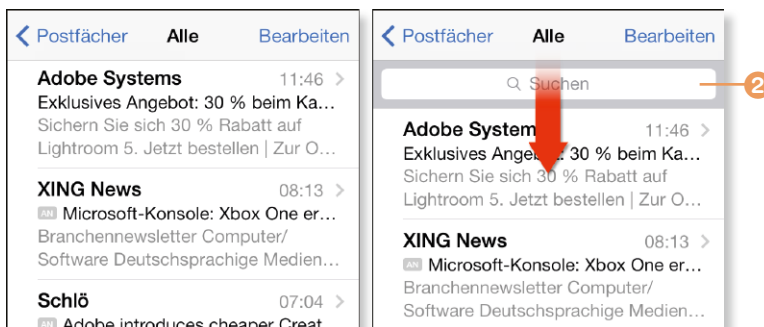 Postfächer Alle Bearbeiten
Adobe Systems 11:46
Exklusives Angebot: 30 % beim Ka...
Sichern Sie sich 30 % Rabatt auf
Lightroom 5. Jetzt bestellen | Zur O...
XING News 08:13
AN Microsoft-Konsole: Xbox One er...
Branchennewsletter Computer/
Software Deutschsprachige Medien...
Schlö 07:04
AN Adobe introduces cheaper Creat
Postfächer Alle Bearbeiten
Suchen
2
Adobe System 11:46
Exklusives Angebot: 30 % beim Ka...
Sichern Sie sich 30 % Rabatt auf
Lightroom 5. Jetzt bestellen | Zur O...
XING News 08:13
AN Microsoft-Konsole: Xbox One er...
Branchennewsletter Computer/
Software Deutschsprachige Medien...